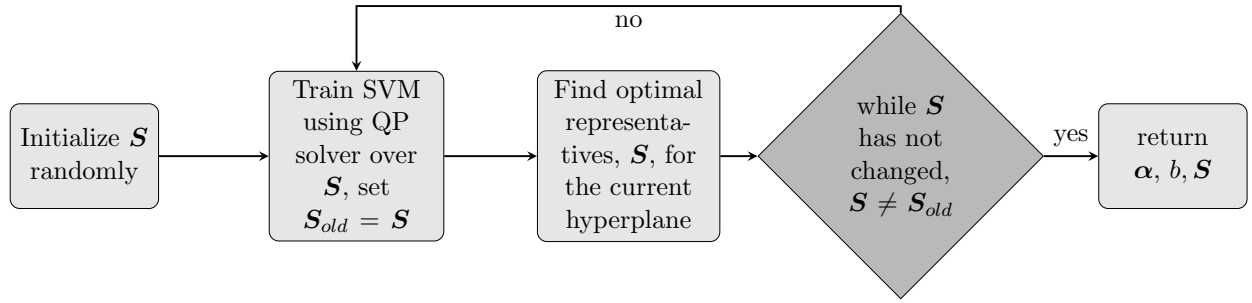 Initialize S
randomly
Train SVM
using QP
solver over
S, set
S_old = S
Find optimal
representa-
tives, S, for
the current
hyperplane
no
while S
has not
changed,
S ≠ S_old
yes
return
α, b, S